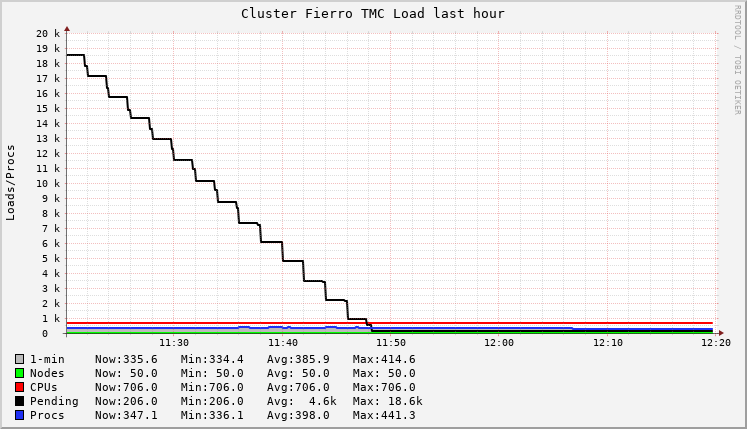 Cluster Fierro TMC Load last hour
RRDTOOL / TOBI OETIKER
Loads/Procs
20 k
19 k
18 k
17 k
16 k
15 k
14 k
13 k
12 k
11 k
10 k
9 k
8 k
7 k
6 k
5 k
4 k
3 k
2 k
1 k
0
11:30 11:40 11:50 12:00 12:10 12:20
1-min Now:335.6 Min:334.4 Avg:385.9 Max:414.6
Nodes Now: 50.0 Min: 50.0 Avg: 50.0 Max: 50.0
CPUs Now:706.0 Min:706.0 Avg:706.0 Max:706.0
Pending Now:206.0 Min:206.0 Avg: 4.6k Max: 18.6k
Procs Now:347.1 Min:336.1 Avg:398.0 Max:441.3